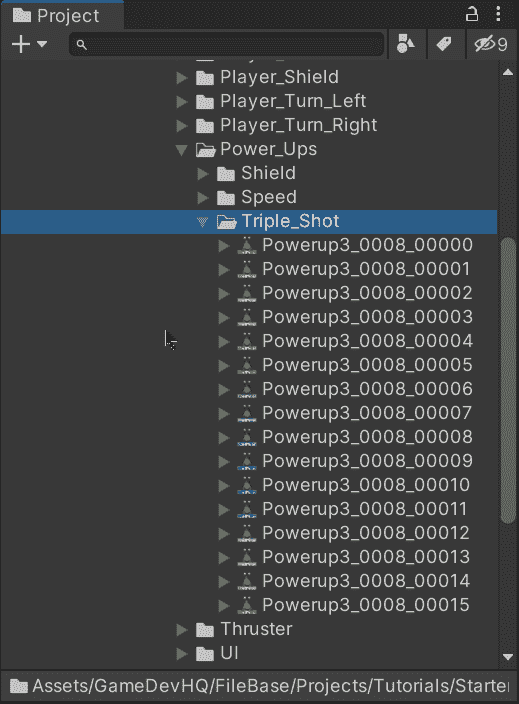 Project
9
Player_Shield
Player_Turn_Left
Player_Turn_Right
Power_Ups
Shield
Speed
Triple_Shot
Powerup3_0008_00000
Powerup3_0008_00001
Powerup3_0008_00002
Powerup3_0008_00003
Powerup3_0008_00004
Powerup3_0008_00005
Powerup3_0008_00006
Powerup3_0008_00007
Powerup3_0008_00008
Powerup3_0008_00009
Powerup3_0008_00010
Powerup3_0008_00011
Powerup3_0008_00012
Powerup3_0008_00013
Powerup3_0008_00014
Powerup3_0008_00015
Thruster
UI
Assets/GameDevHQ/FileBase/Projects/Tutorials/Starter